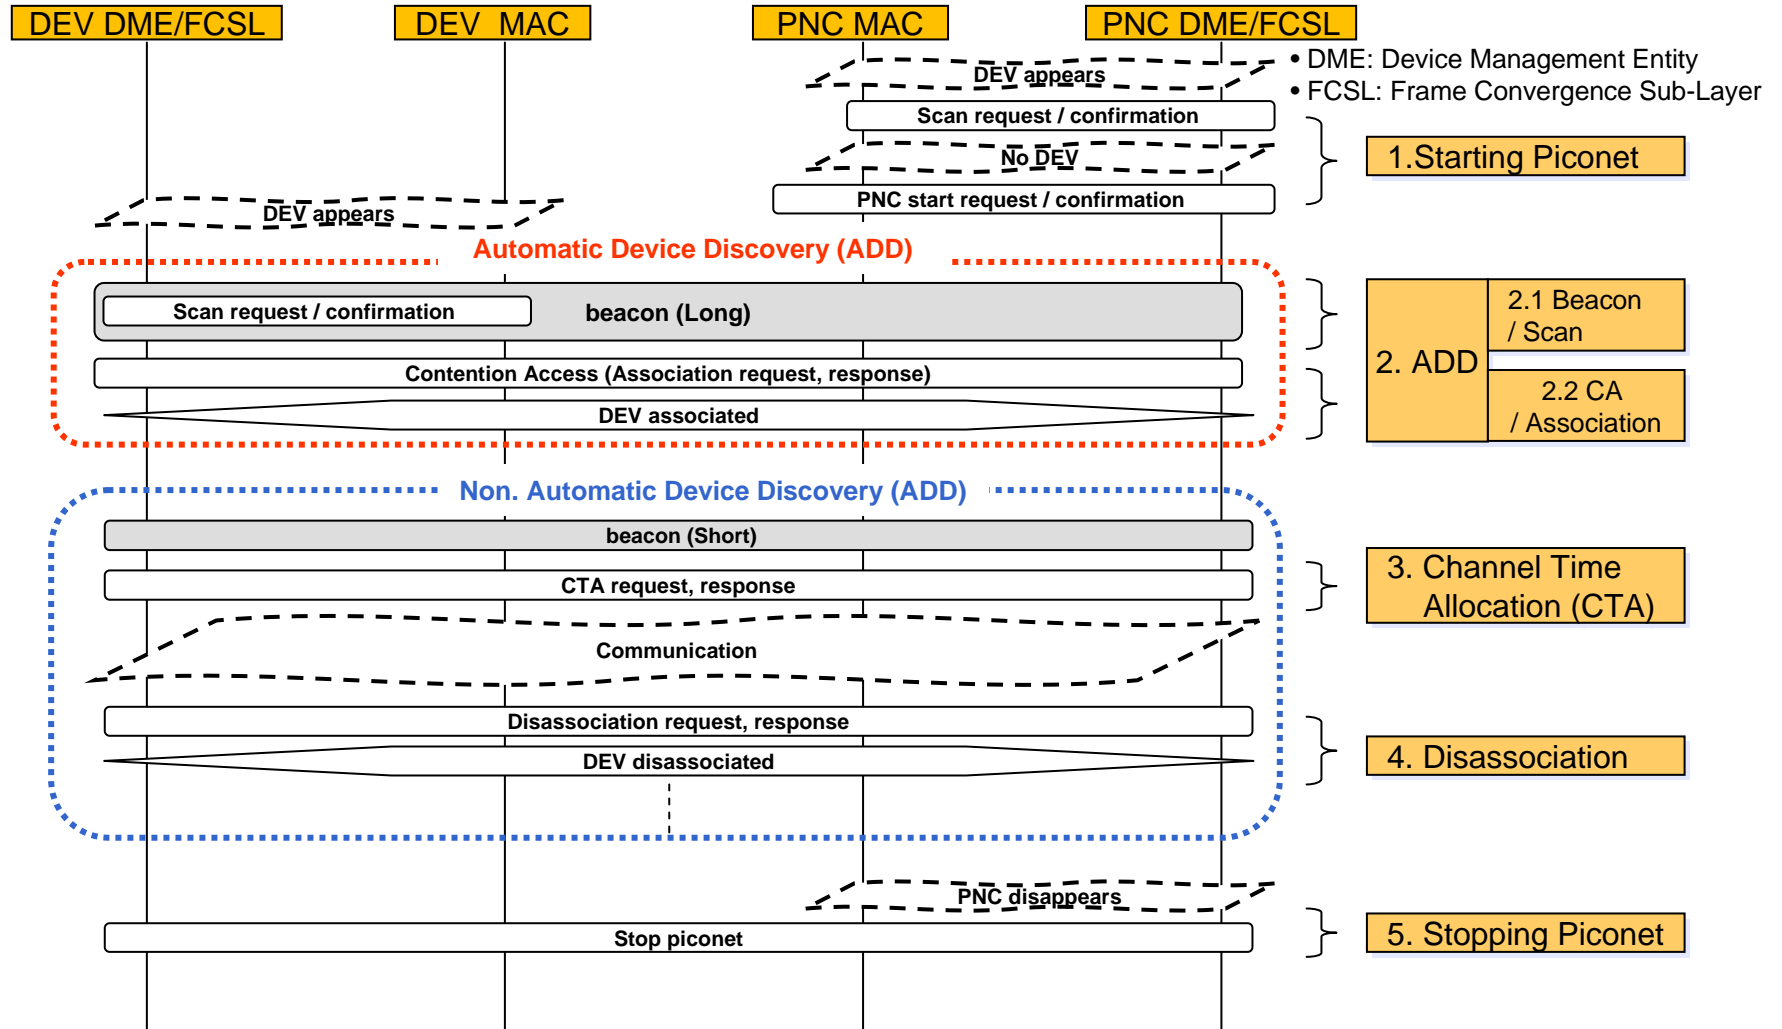 DEV DME/FCSL
DEV MAC
PNC MAC
PNC DME/FCSL
• DME: Device Management Entity
• FCSL: Frame Convergence Sub-Layer
DEV appears
Scan request / confirmation
No DEV
1.Starting Piconet
PNC start request / confirmation
DEV appears
Automatic Device Discovery (ADD)
Scan request / confirmation
beacon (Long)
2. ADD
2.1 Beacon
/ Scan
Contention Access (Association request, response)
DEV associated
2.2 CA
/ Association
Non. Automatic Device Discovery (ADD)
beacon (Short)
CTA request, response
3. Channel Time
Allocation (CTA)
Communication
Disassociation request, response
DEV disassociated
4. Disassociation
PNC disappears
Stop piconet
5. Stopping Piconet